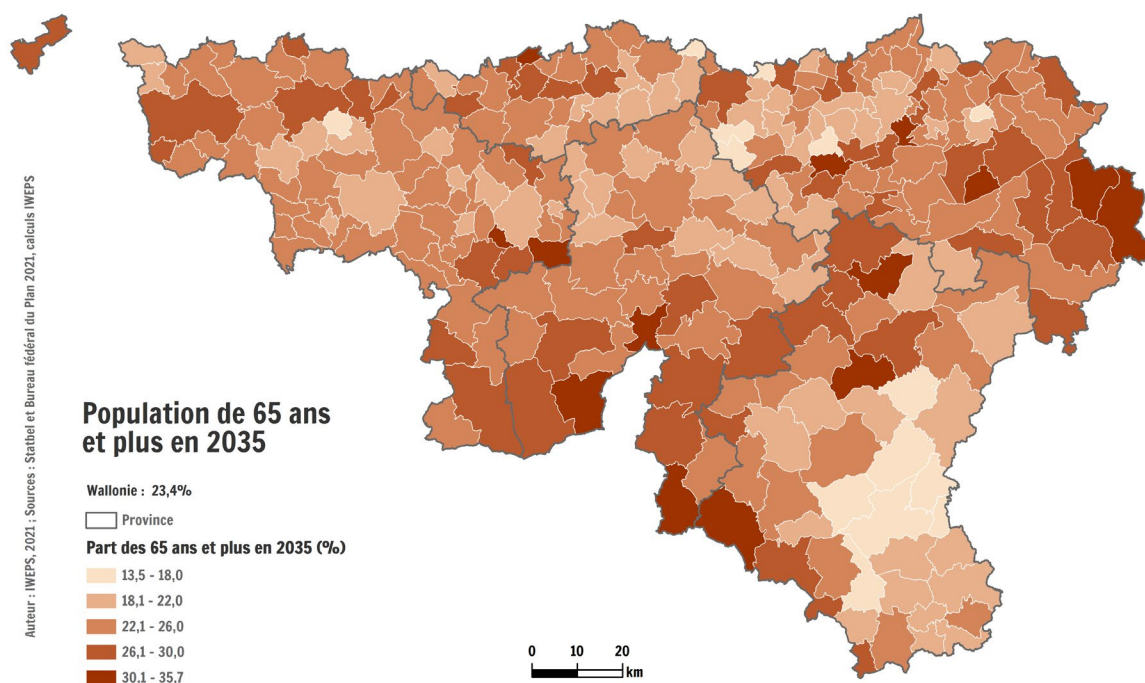 Population de 65 ans
et plus en 2035
Wallonie : 23,4%
Province
Part des 65 ans et plus en 2035 (%)
13,5 - 18,0
18,1 - 22,0
22,1 - 26,0
26,1 - 30,0
30,1 - 35,7
0 10 20
km
Auteur : IWEPS, 2021 ; Sources : Statbel et Bureau fédéral du Plan 2021, calculs IWEPS